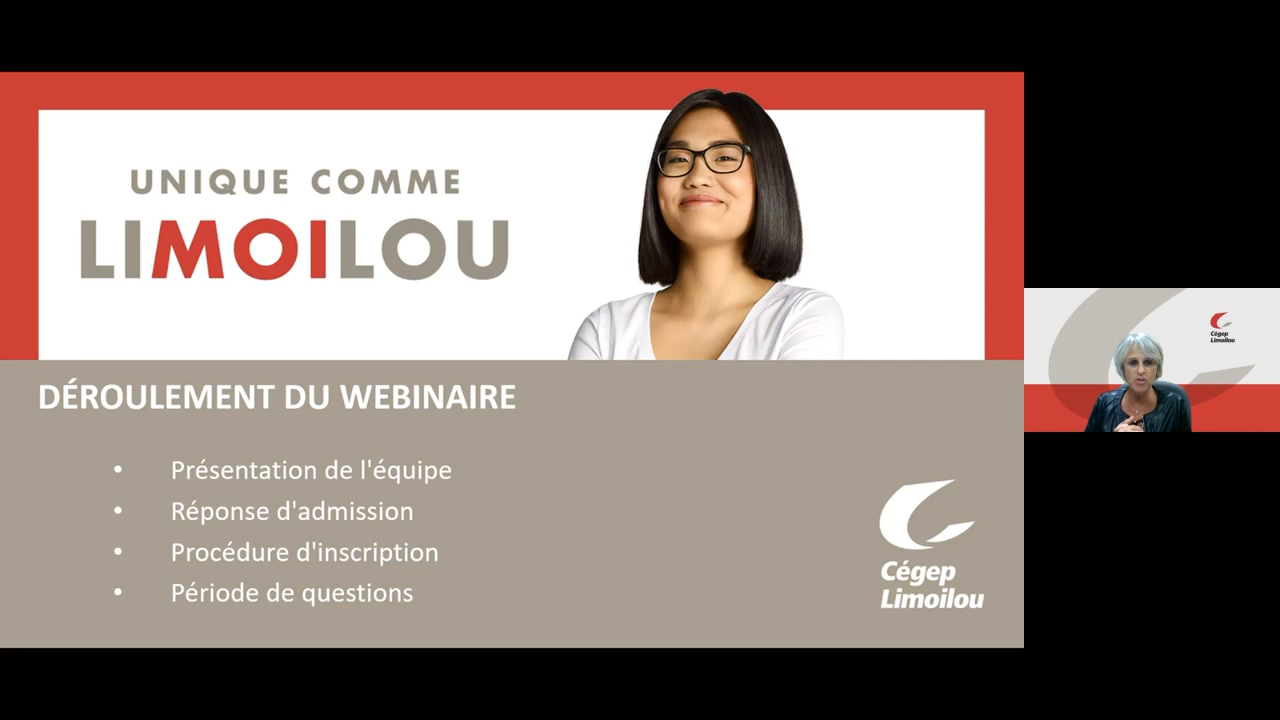 UNIQUE COMME
LIMOILOU
DÉROULEMENT DU WEBINAIRE
• Présentation de l'équipe
• Réponse d'admission
• Procédure d'inscription
• Période de questions
Cégep
Limoilou
Cégep
Limoilou